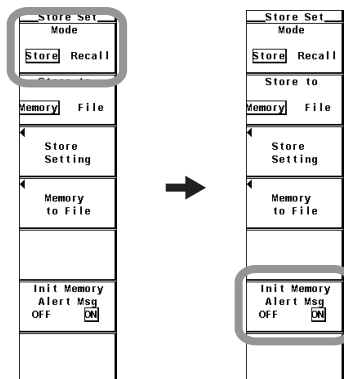 Store Set
Mode
Store Recall
Store to
Memory File
Store
Setting
Memory
to File
Init Memory
Alert Msg
OFF ON
Store Set
Mode
Store Recall
Store to
Memory File
Store
Setting
Memory
to File
Init Memory
Alert Msg
OFF ON